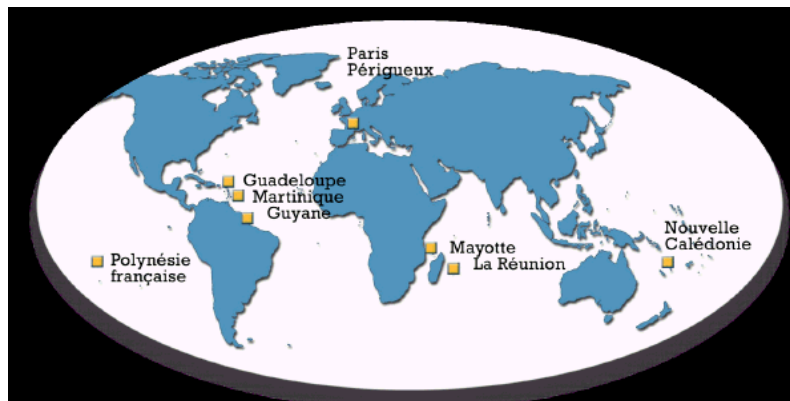 Paris
Périgueux
Guadeloupe
Martinique
Guyane
Polynésie
française
Mayotte
La Réunion
Nouvelle
Calédonie